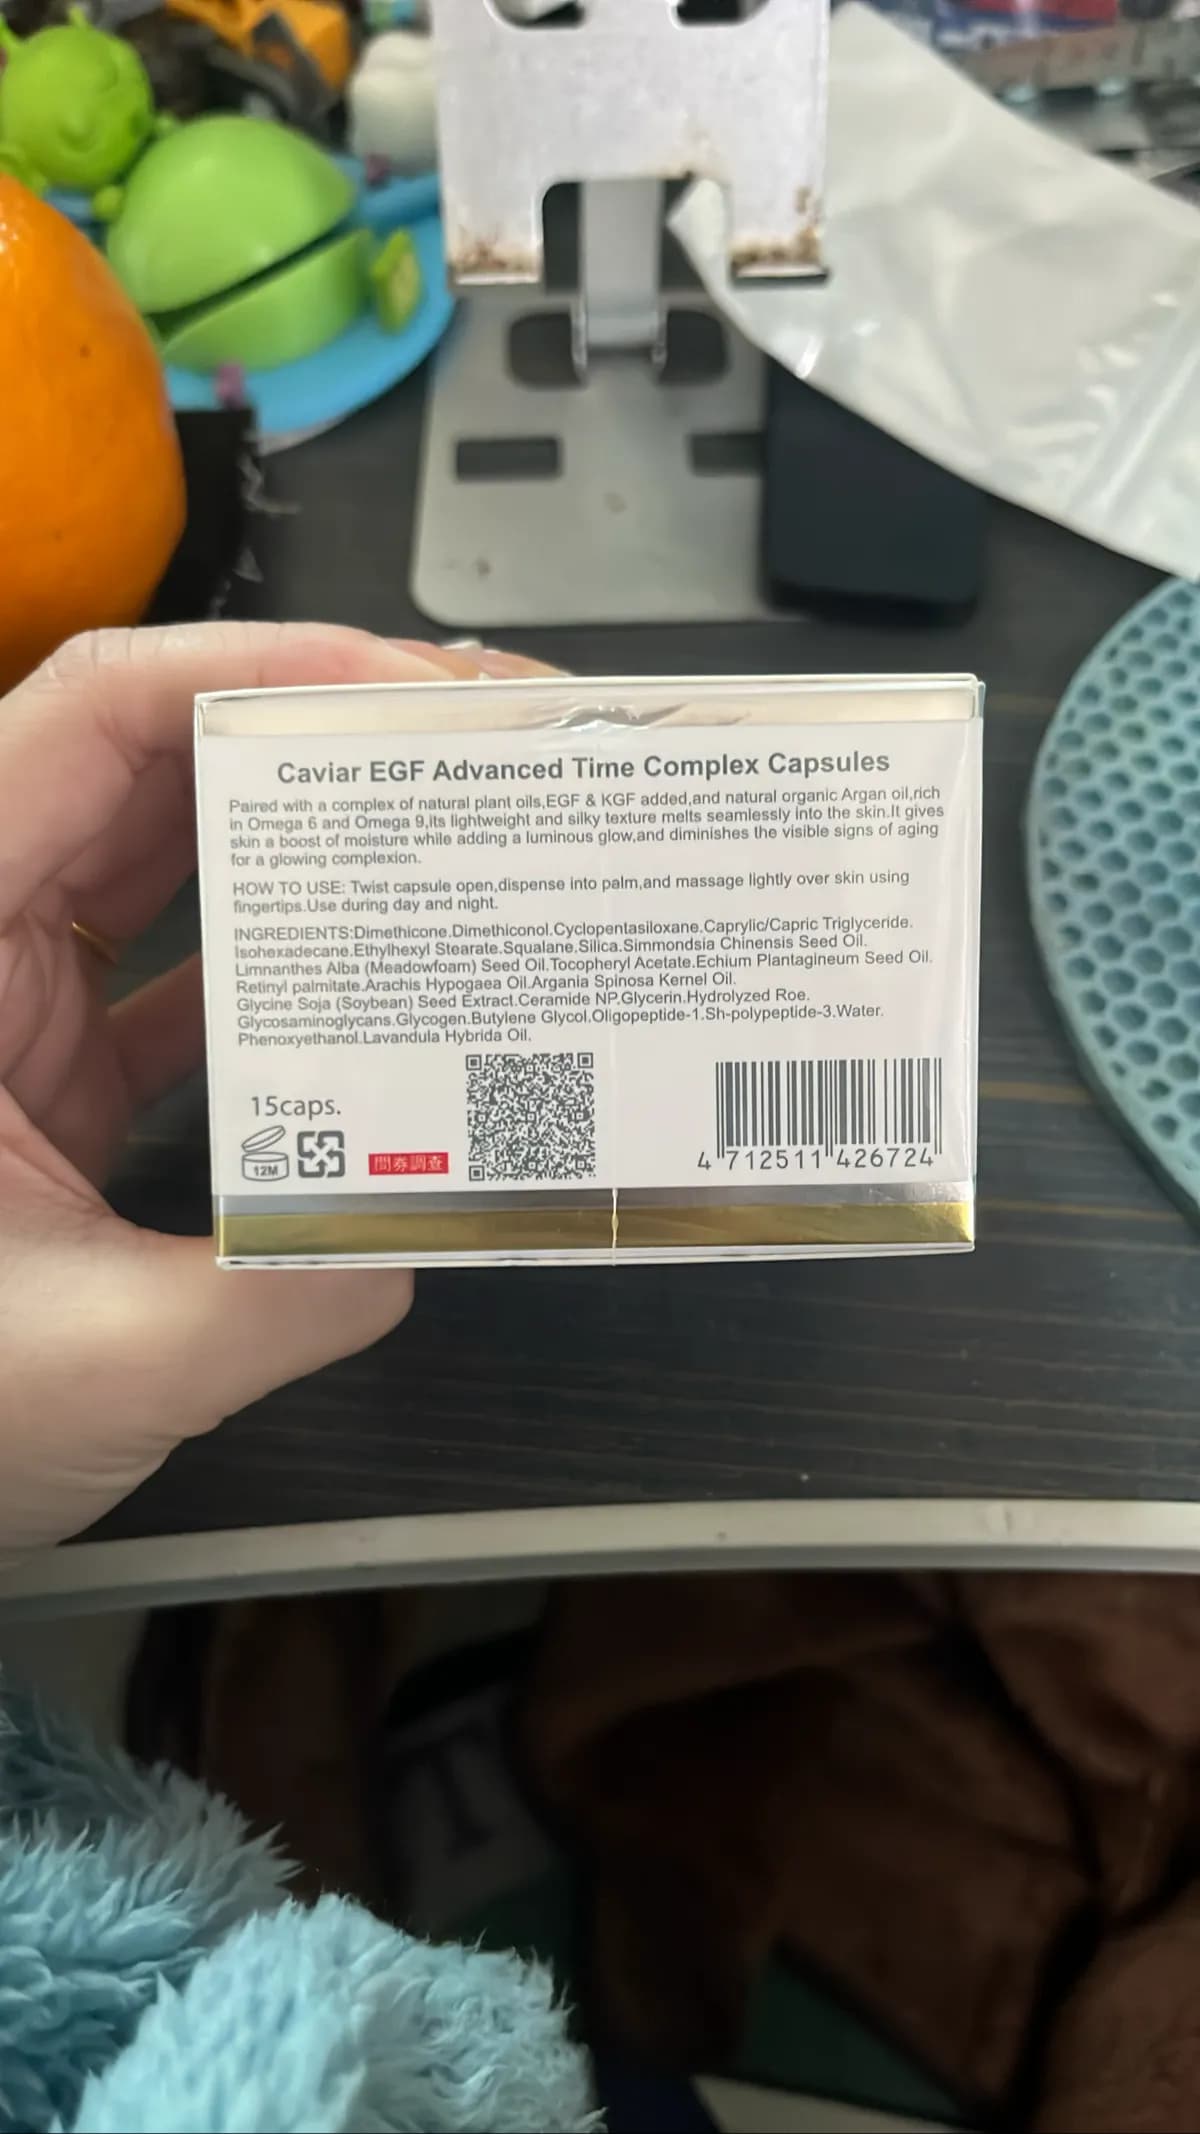 Caviar EGF Advanced Time Complex Capsules
Paired with a complex of natural plant oils,EGF & KGF added,and natural organic Argan oil,rich
in Omega 6 and Omega 9,its lightweight and silky texture melts seamlessly into the skin.It gives
skin a boost of moisture while adding a luminous glow,and diminishes the visible signs of aging
for a glowing complexion.
HOW TO USE: Twist capsule open,dispense into palm,and massage lightly over skin using
fingertips.Use during day and night.
INGREDIENTS:Dimethicone.Dimethiconol.Cyclopentasiloxane.Caprylic/Capric Triglyceride.
Isohexadecane.Ethylhexyl Stearate.Squalane.Silica.Simmondsia Chinensis Seed Oil.
Limnanthes Alba (Meadowfoam) Seed Oil.Tocopheryl Acetate.Echium Plantagineum Seed Oil.
Retinyl palmitate.Arachis Hypogaea Oil.Argania Spinosa Kernel Oil.
Glycine Soja (Soybean) Seed Extract.Ceramide NP.Glycerin.Hydrolyzed Roe.
Glycosaminoglycans.Glycogen.Butylene Glycol.Oligopeptide-1.Sh-polypeptide-3.Water.
Phenoxyethanol.Lavandula Hybrida Oil.
15caps.
12M
問券調查
4 712511 426724